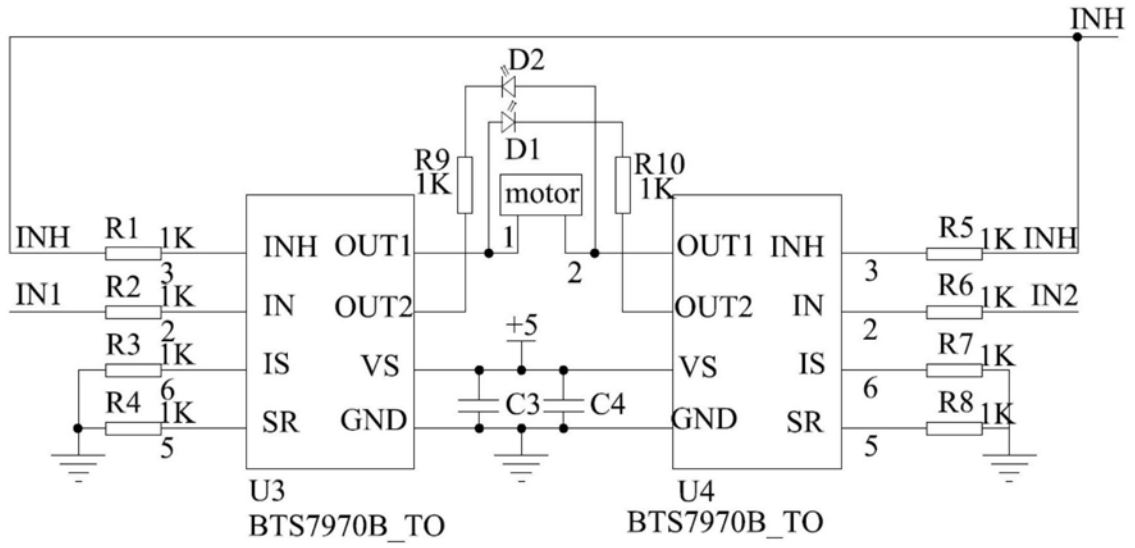 INH
D2
D1
R9
1K
R10
1K
motor
INH R1 1K INH OUT1 1 2 OUT1 INH R5 1K INH
3 3
IN1 R2 1K IN OUT2 OUT2 IN R6 1K IN2
2 2
+5
R3 1K IS VS VS IS R7 1K
6 6
C3 C4
R4 1K SR GND GND SR R8 1K
5 5
U3 U4
BTS7970B_TO BTS7970B_TO